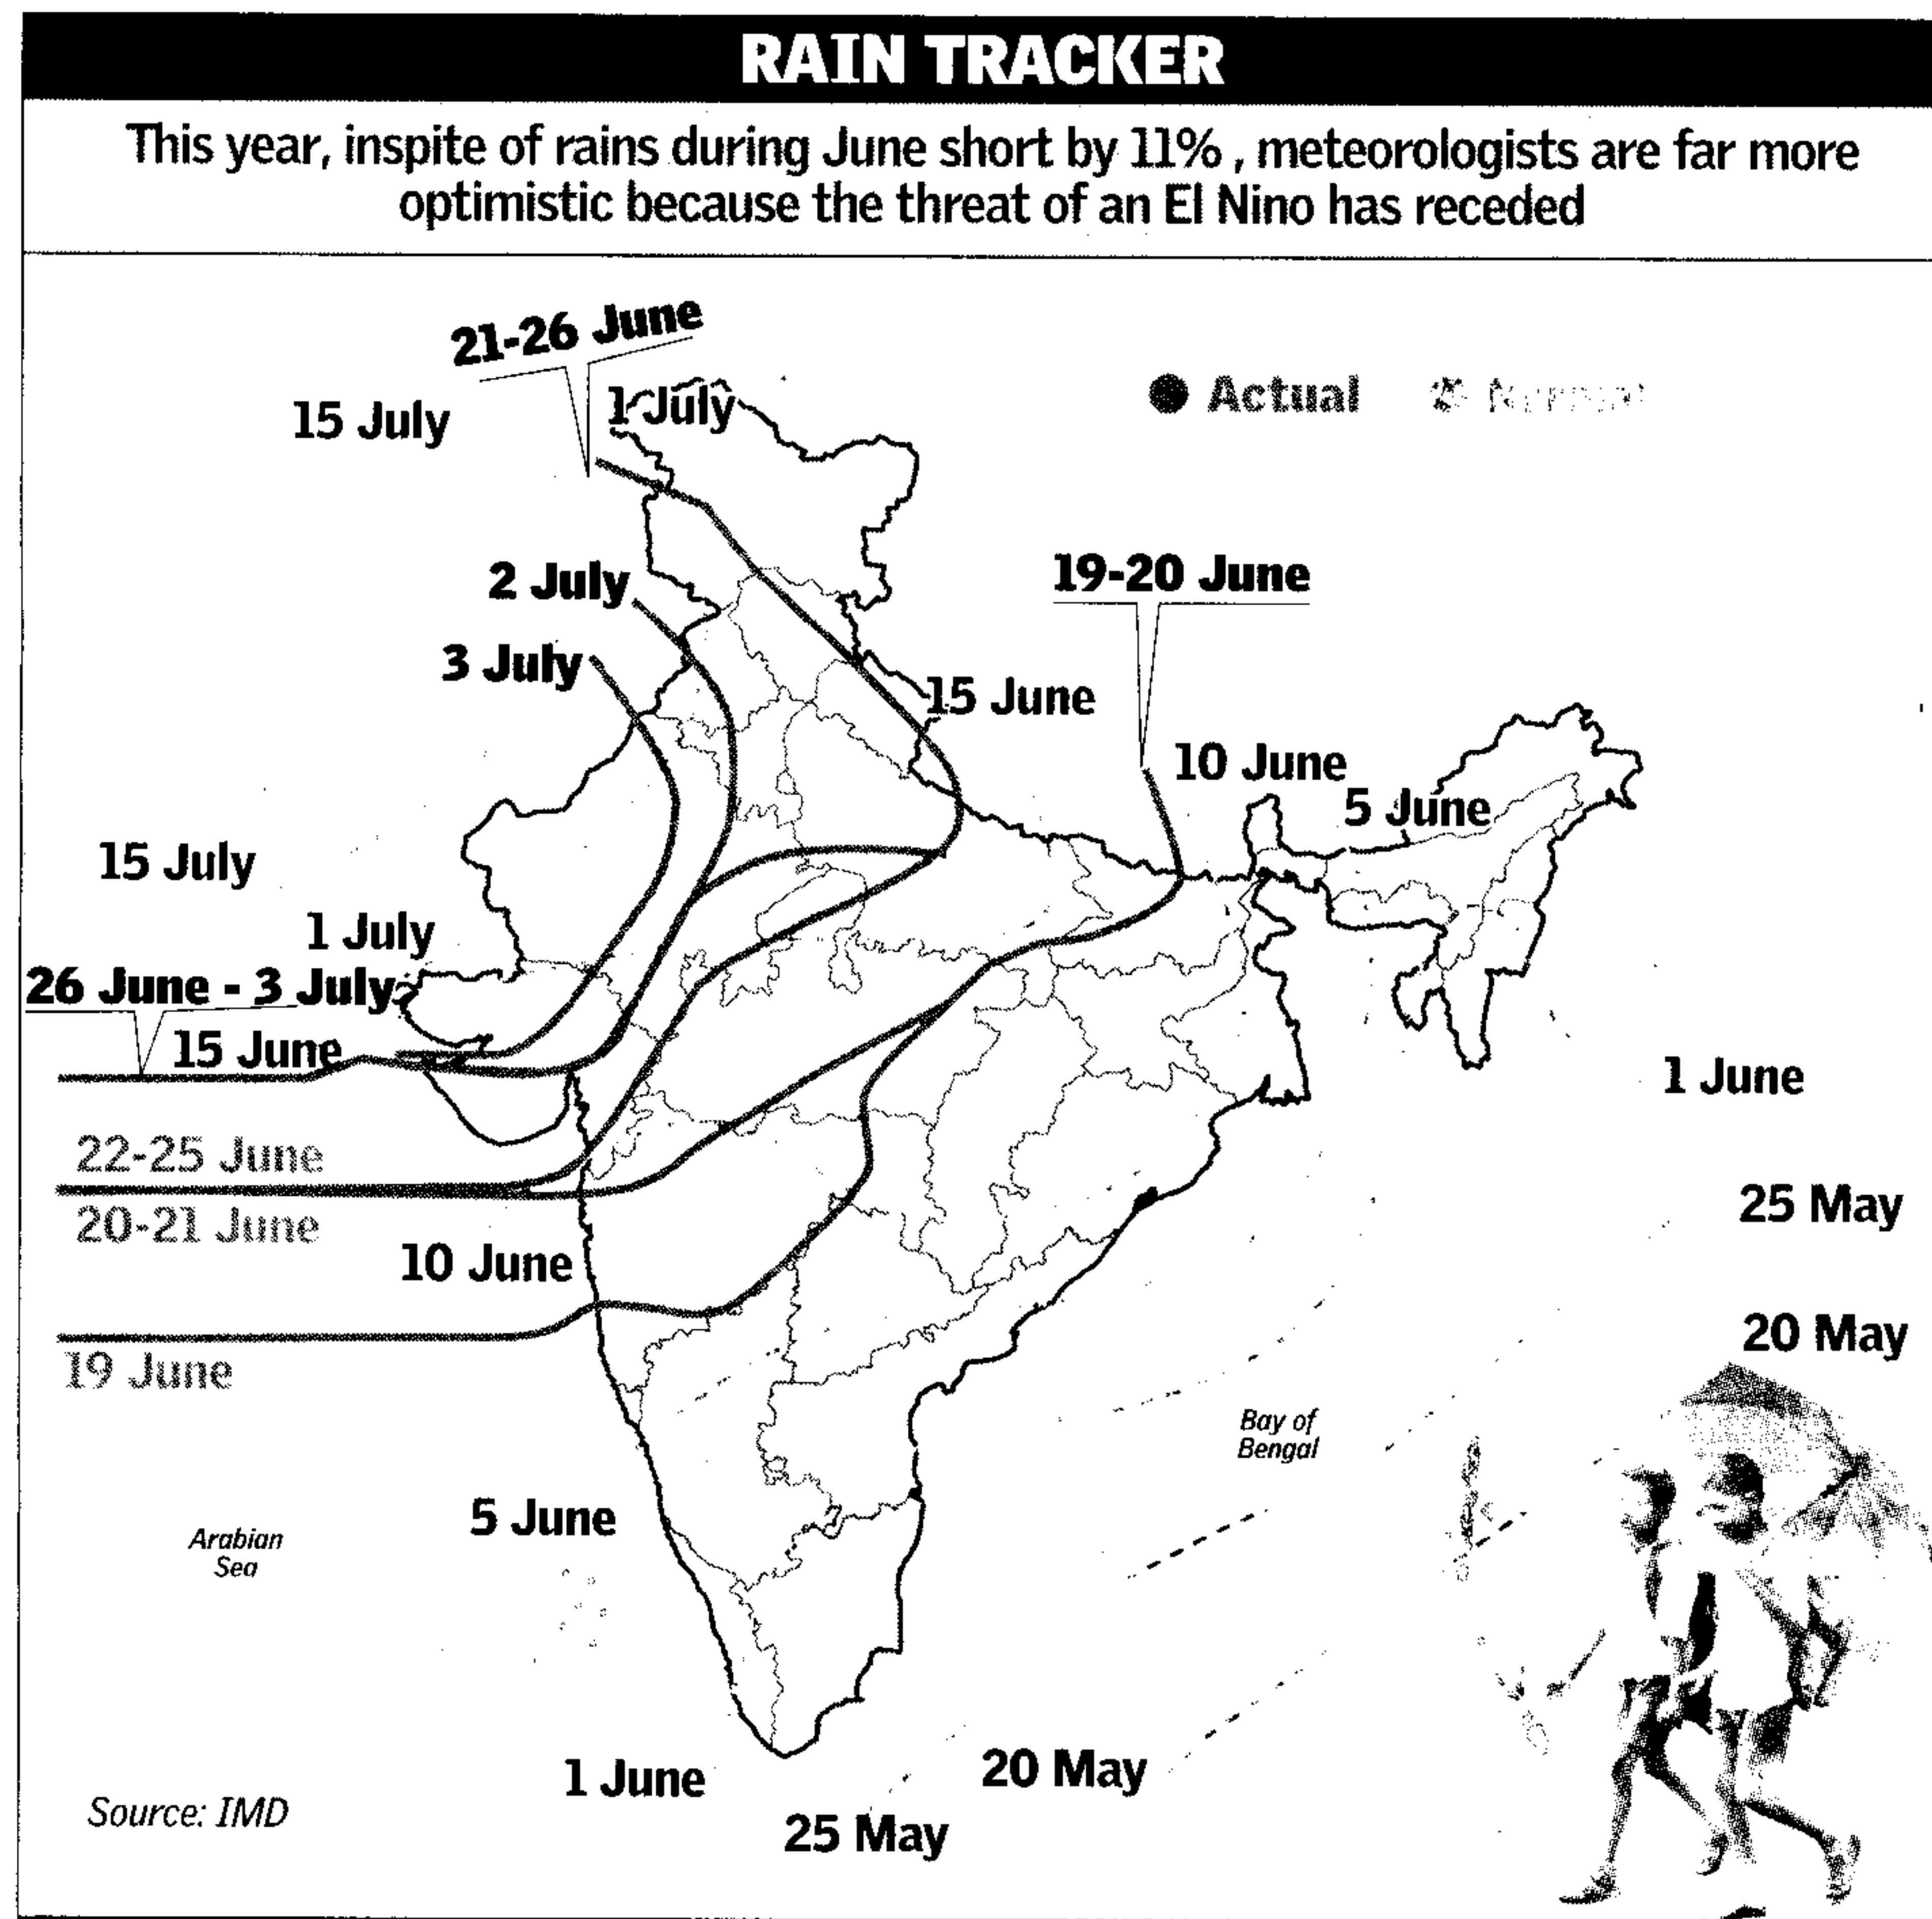 RAIN TRACKER
This year, inspite of rains during June short by 11% , meteorologists are far more
optimistic because the threat of an El Nino has receded
21-26 June
15 July
1 July
Actual
2 July
19-20 June
3 July
15 June
10 June
5 June
15 July
1 July
26 June - 3 July
15 June
1 June
22-25 June
20-21 June
25 May
10 June
20 May
19 June
Bay of
Bengal
5 June
Arabian
Sea
1 June
20 May
25 May
Source: IMD